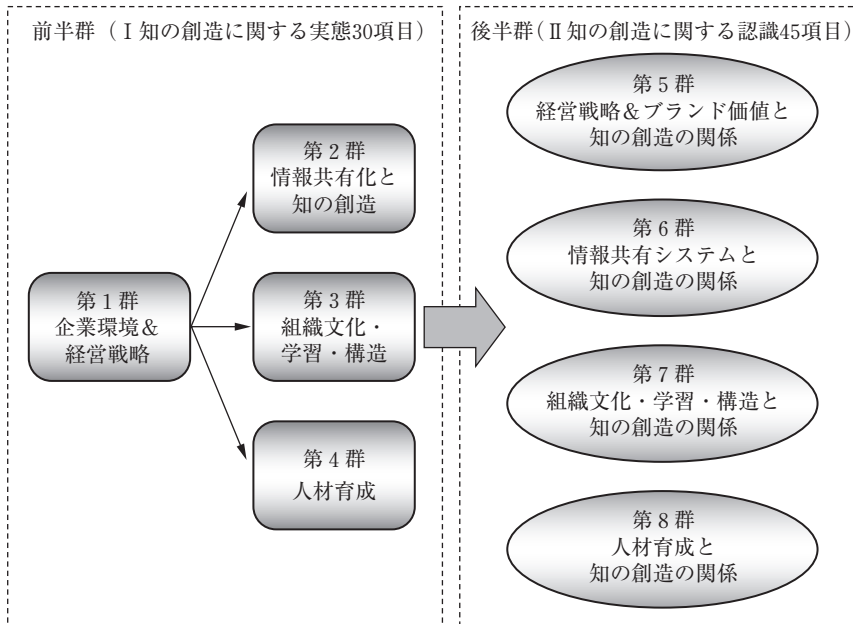 前半群（Ⅰ知の創造に関する実態30項目）
第1群
企業環境＆
経営戦略
第2群
情報共有化と
知の創造
第3群
組織文化・
学習・構造
第4群
人材育成
後半群（Ⅱ知の創造に関する認識45項目）
第5群
経営戦略＆ブランド価値と
知の創造の関係
第6群
情報共有システムと
知の創造の関係
第7群
組織文化・学習・構造と
知の創造の関係
第8群
人材育成と
知の創造の関係